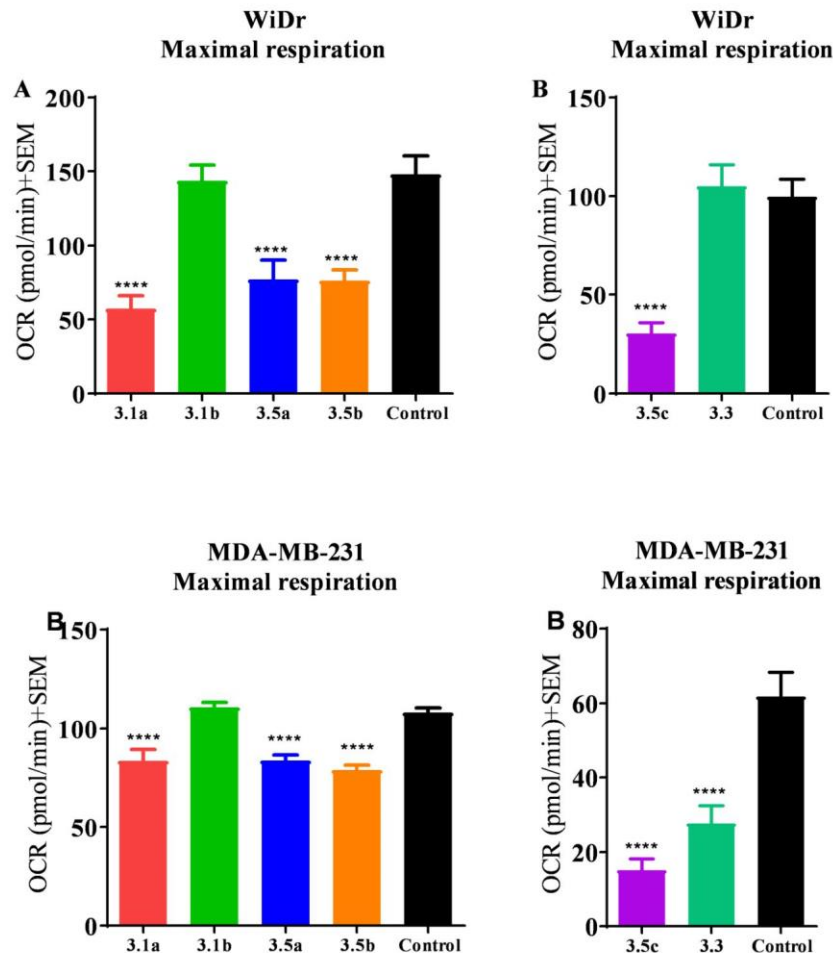 WiDr
Maximal respiration
A
200
150
100
50
0
OCR (pmol/min)+SEM
****
****
****
3.1a 3.1b 3.5a 3.5b Control
WiDr
Maximal respiration
B
150
100
50
0
OCR (pmol/min)+SEM
****
3.5c 3.3 Control
MDA-MB-231
Maximal respiration
B
150
100
50
0
OCR (pmol/min)+SEM
****
****
****
3.1a 3.1b 3.5a 3.5b Control
MDA-MB-231
Maximal respiration
B
80
60
40
20
0
OCR (pmol/min)+SEM
****
****
3.5c 3.3 Control